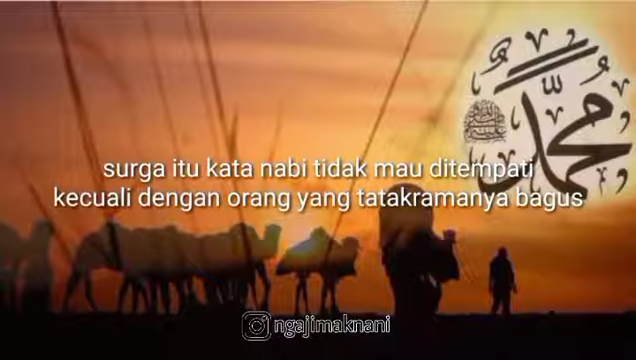 محمد
surga itu kata nabi tidak mau ditempati
kecuali dengan orang yang tatakramanya bagus
ngajimaknani